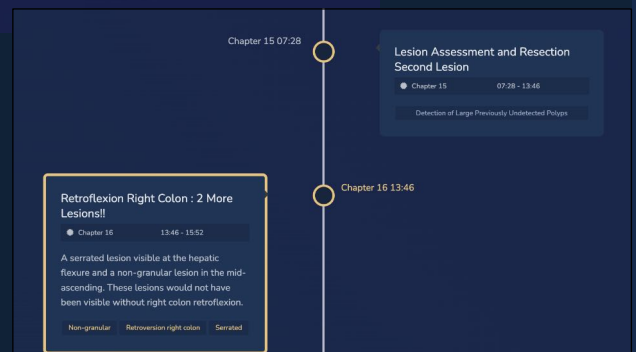 Chapter 15 07:28
Lesion Assessment and Resection
Second Lesion
Chapter 15 07:28 - 13:46
Detection of Large Previously Undetected Polyps
Chapter 16 13:46
Retroflexion Right Colon : 2 More
Lesions!!
Chapter 16 13:46 - 15:52
A serrated lesion visible at the hepatic
flexure and a non-granular lesion in the mid-
ascending. These lesions would not have
been visible without right colon retroflexion.
Non-granular Retroversion right colon Serrated